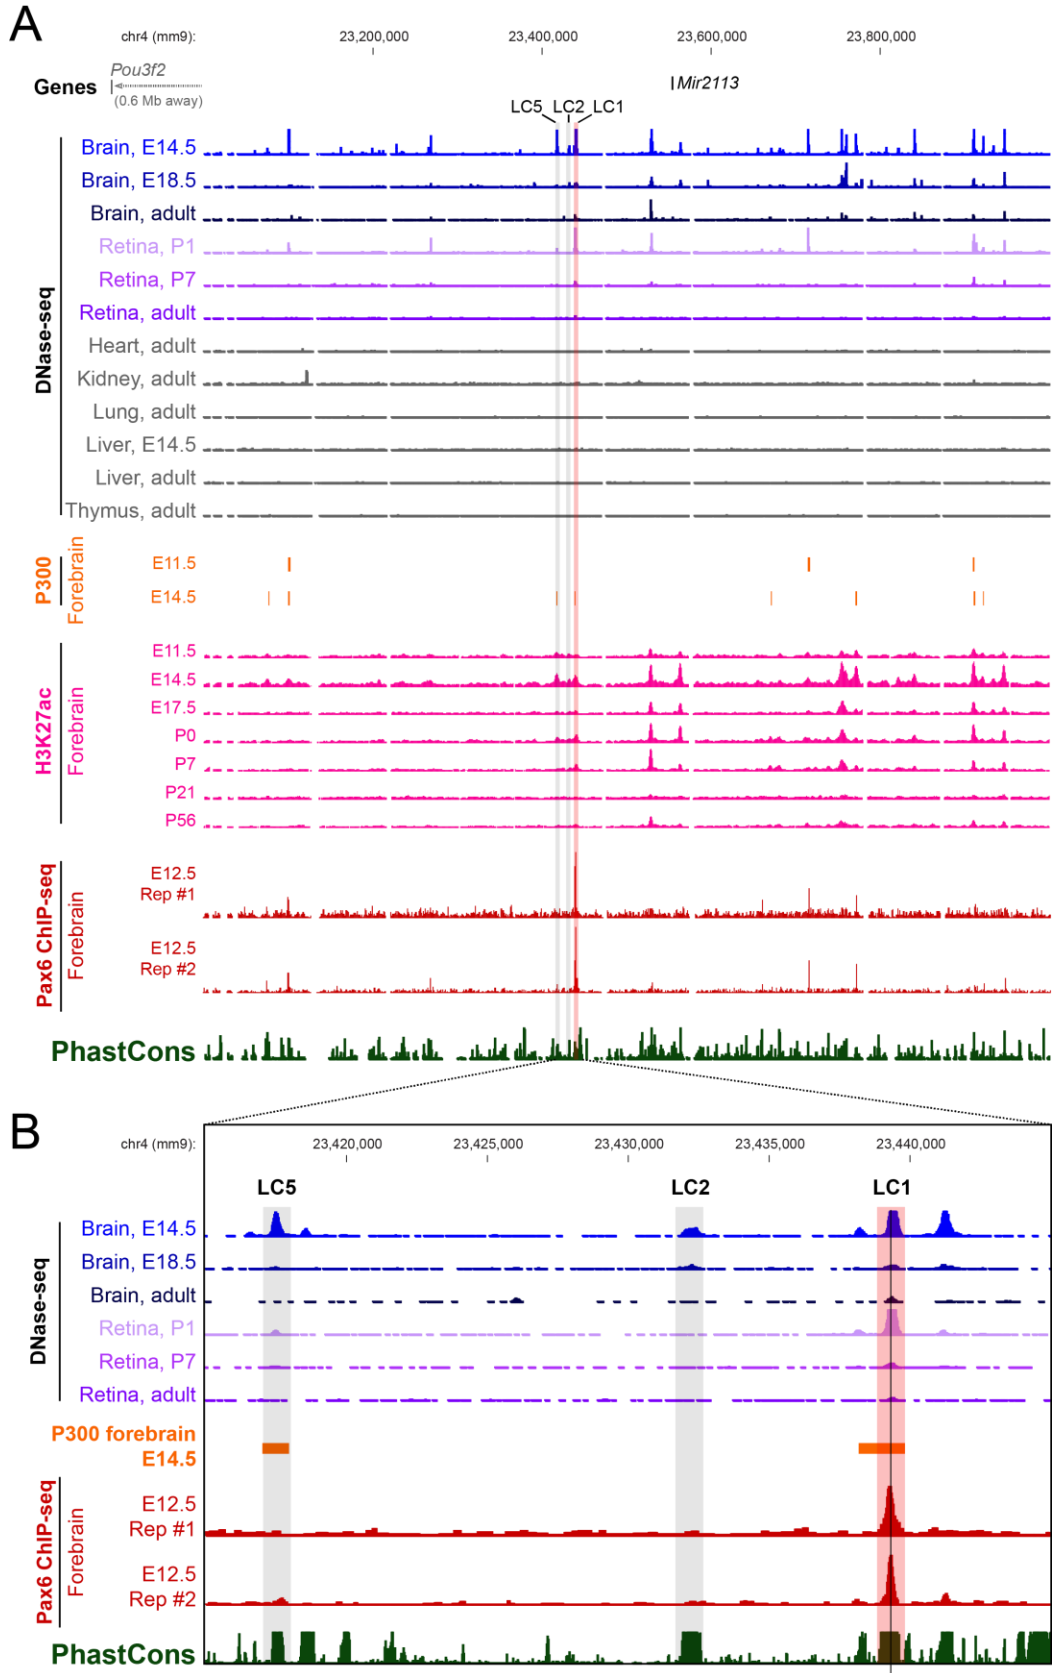 A
chr4 (mm9):
23,200,000
23,400,000
23,600,000
23,800,000
Genes
Pou3f2
(0.6 Mb away)
Mir2113
LC5
LC2
LC1
DNase-seq
Brain, E14.5
Brain, E18.5
Brain, adult
Retina, P1
Retina, P7
Retina, adult
Heart, adult
Kidney, adult
Lung, adult
Liver, E14.5
Liver, adult
Thymus, adult
P300
Forebrain
E11.5
E14.5
H3K27ac
Forebrain
E11.5
E14.5
E17.5
P0
P7
P21
P56
Pax6 ChIP-seq
Forebrain
E12.5
Rep #1
E12.5
Rep #2
PhastCons
B
chr4 (mm9):
23,420,000
23,425,000
23,430,000
23,435,000
23,440,000
LC5
LC2
LC1
DNase-seq
Brain, E14.5
Brain, E18.5
Brain, adult
Retina, P1
Retina, P7
Retina, adult
P300 forebrain
E14.5
Pax6 ChIP-seq
Forebrain
E12.5
Rep #1
E12.5
Rep #2
PhastCons